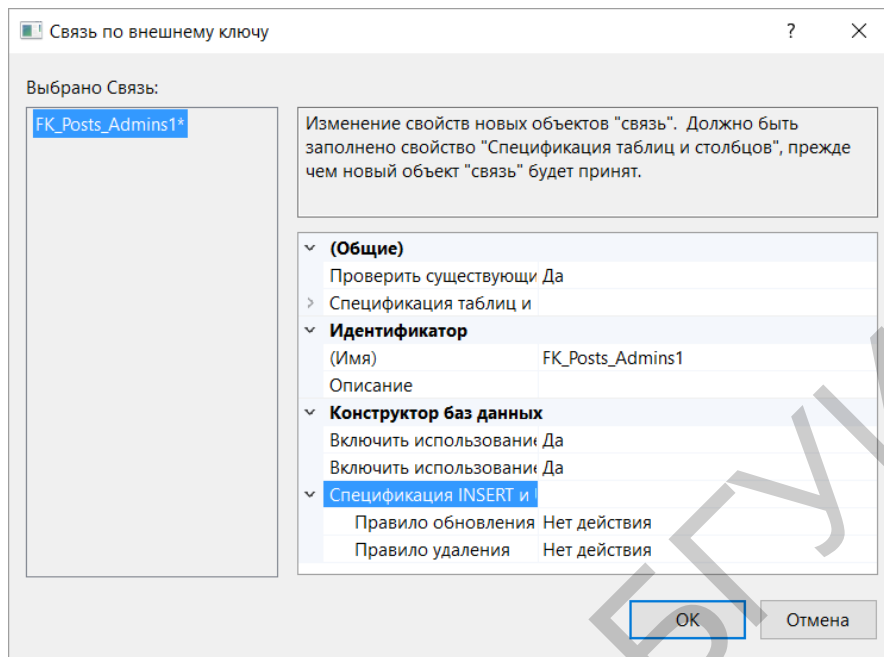 Связь по внешнему ключу
Выбрано Связь:
FK_Posts_Admins1*
Изменение свойств новых объектов "связь". Должно быть
заполнено свойство "Спецификация таблиц и столбцов", прежде
чем новый объект "связь" будет принят.
(Общие)
Проверить существующи Да
Спецификация таблиц и
Идентификатор
(Имя) FK_Posts_Admins1
Описание
Конструктор баз данных
Включить использование Да
Включить использование Да
Спецификация INSERT и
Правило обновления Нет действия
Правило удаления Нет действия
OK Отмена
БГУИ